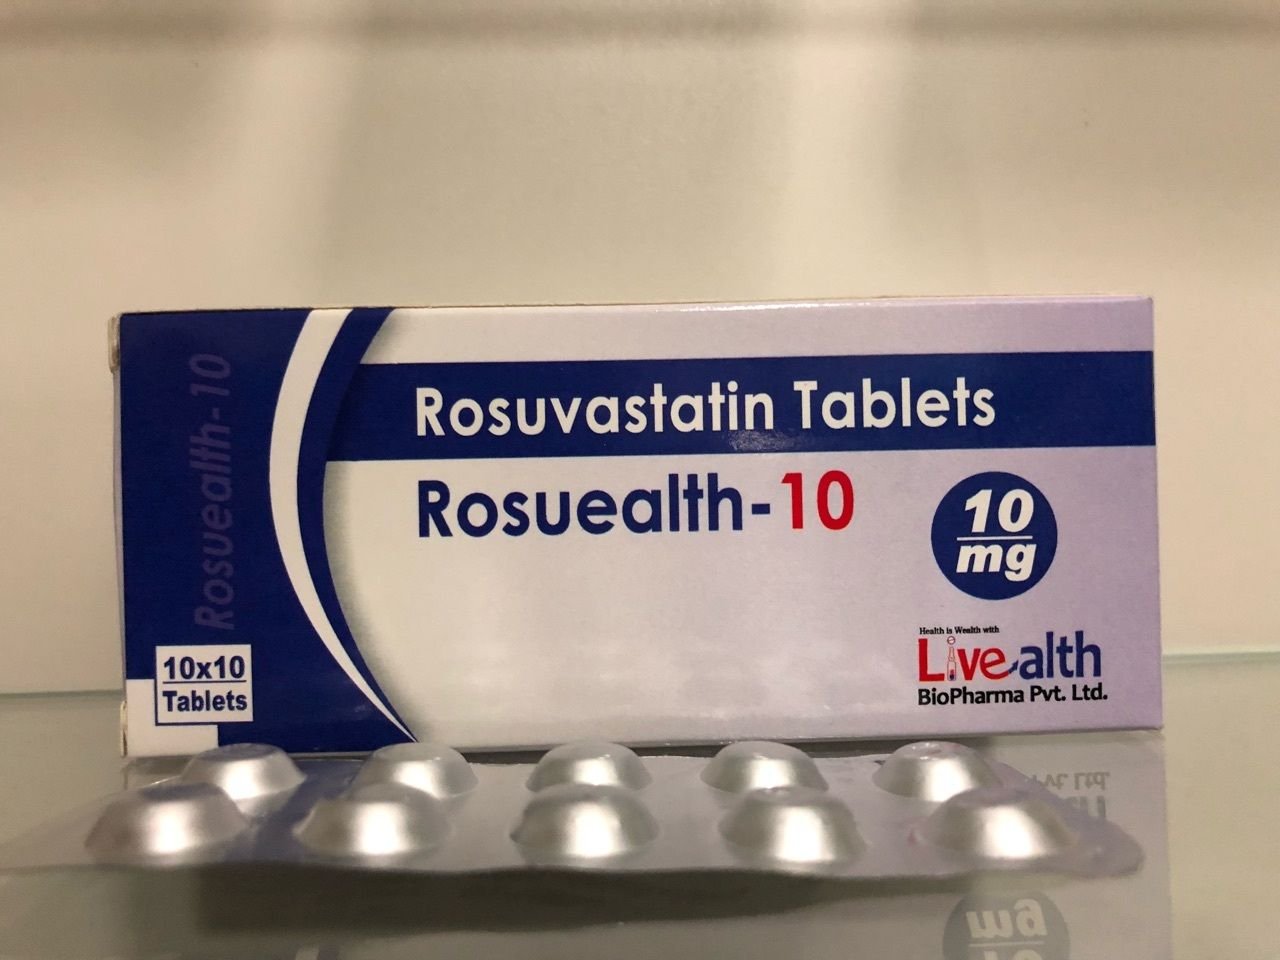 Rosuealth-10
10x10
Tablets
Rosuvastatin Tablets
Rosuealth-10
10
mg
Health is Wealth with
Livealth
BioPharma Pvt. Ltd.